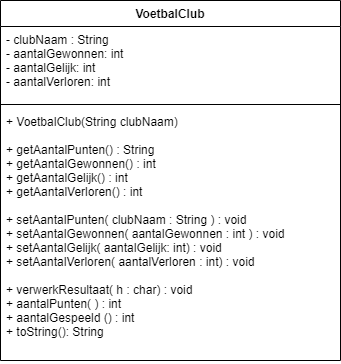 VoetbalClub
- clubNaam : String
- aantalGewonnen: int
- aantalGelijk: int
- aantalVerloren: int
+ VoetbalClub(String clubNaam)
+ getAantalPunten() : String
+ getAantalGewonnen() : int
+ getAantalGelijk() : int
+ getAantalVerloren() : int
+ setAantalPunten( clubNaam : String ) : void
+ setAantalGewonnen( aantalGewonnen : int ) : void
+ setAantalGelijk( aantalGelijk: int) : void
+ setAantalVerloren( aantalVerloren : int) : void
+ verwerkResultaat( h : char) : void
+ aantalPunten( ) : int
+ aantalGespeeld () : int
+ toString(): String